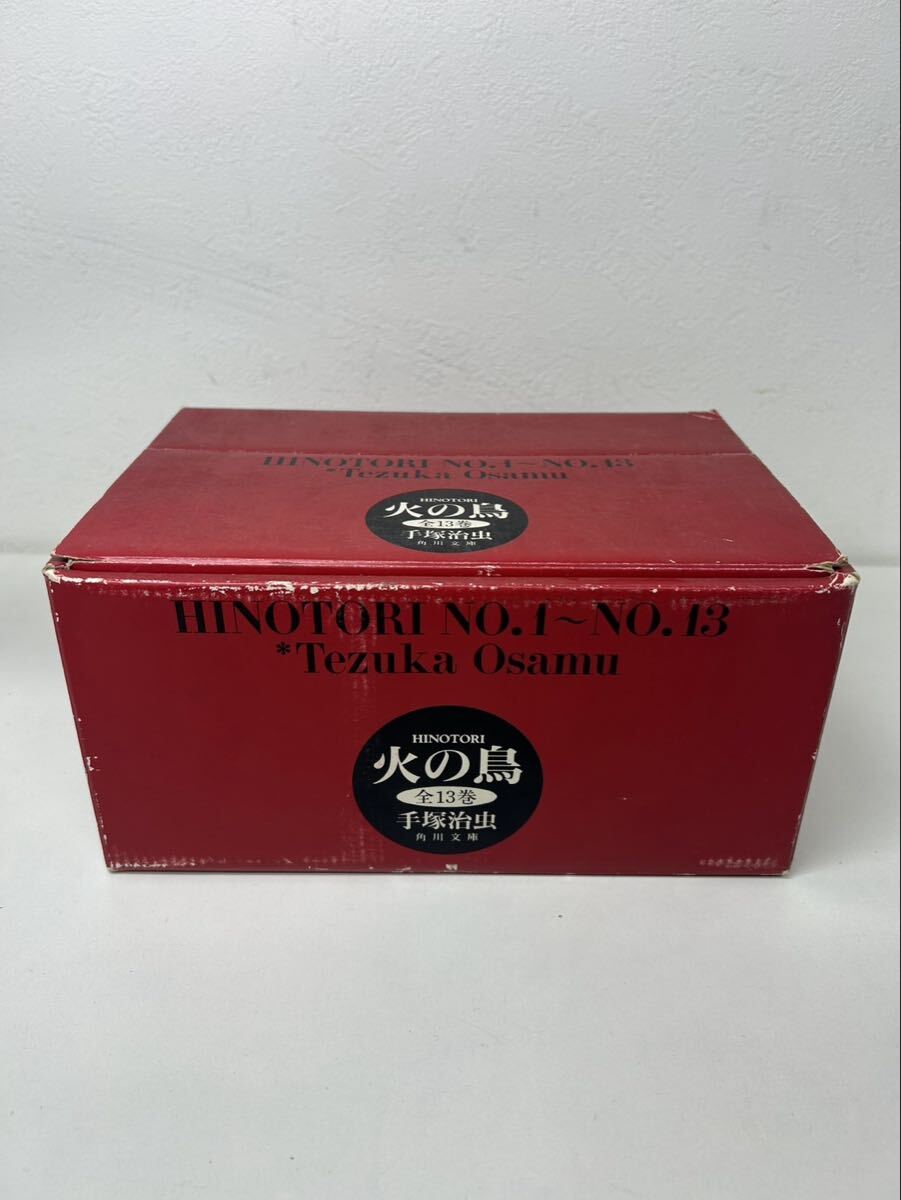 HINOTORI NO.1~NO.13
*Tezuka Osamu
HINOTORI
火の鳥
全13巻
手塚治虫
角川文庫
HINOTORI NO.1~NO.13
*Tezuka Osamu
HINOTORI
火の鳥
全13巻
手塚治虫
角川文庫